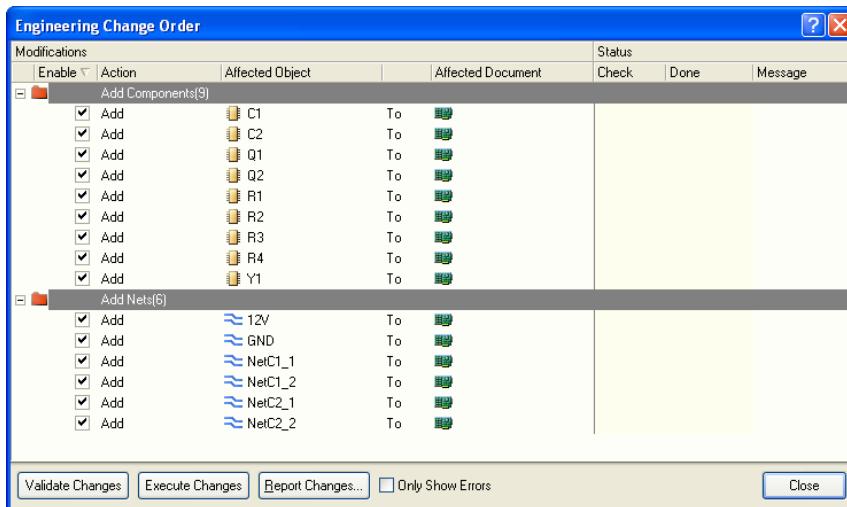 Engineering Change Order
Modifications Status
Enable Action Affected Object Affected Document Check Done Message
Add Components(9)
Add C1 To
Add C2 To
Add Q1 To
Add Q2 To
Add R1 To
Add R2 To
Add R3 To
Add R4 To
Add Y1 To
Add Nets(6)
Add 12V To
Add GND To
Add NetC1_1 To
Add NetC1_2 To
Add NetC2_1 To
Add NetC2_2 To
Validate Changes Execute Changes Report Changes... Only Show Errors Close